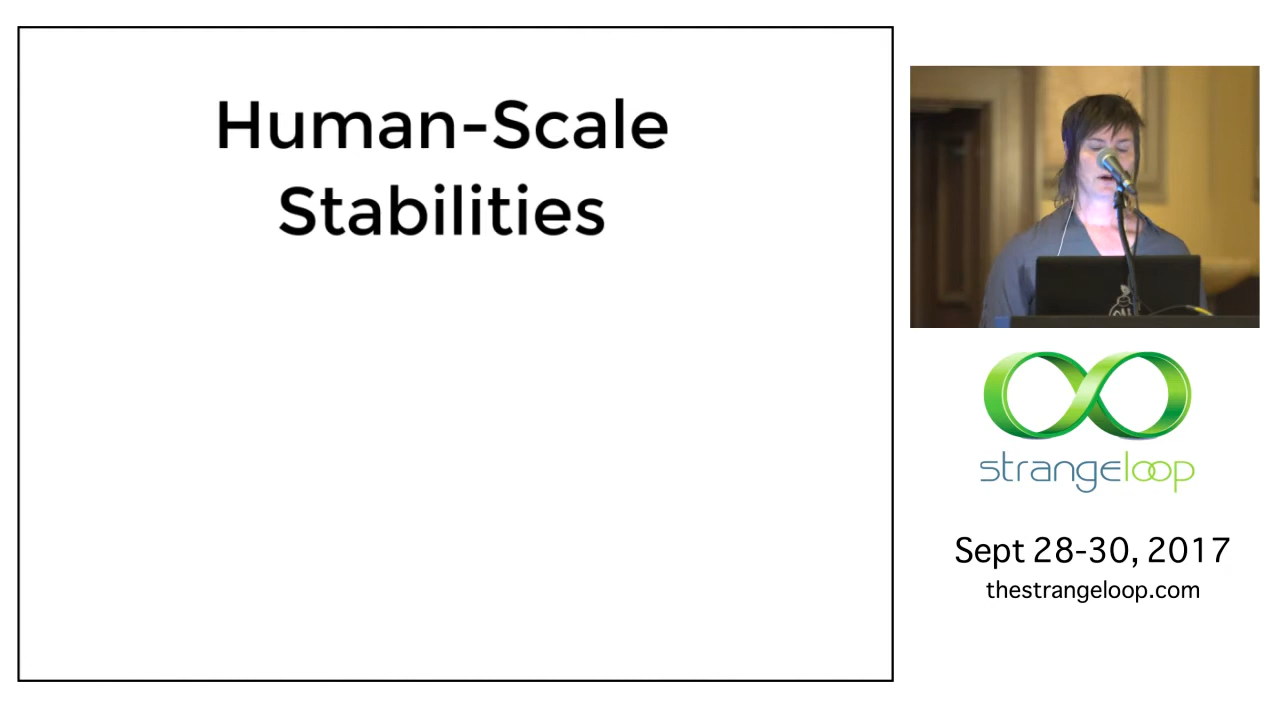 Human-Scale
Stabilities
strangeloop
Sept 28-30, 2017
thestrangeloop.com